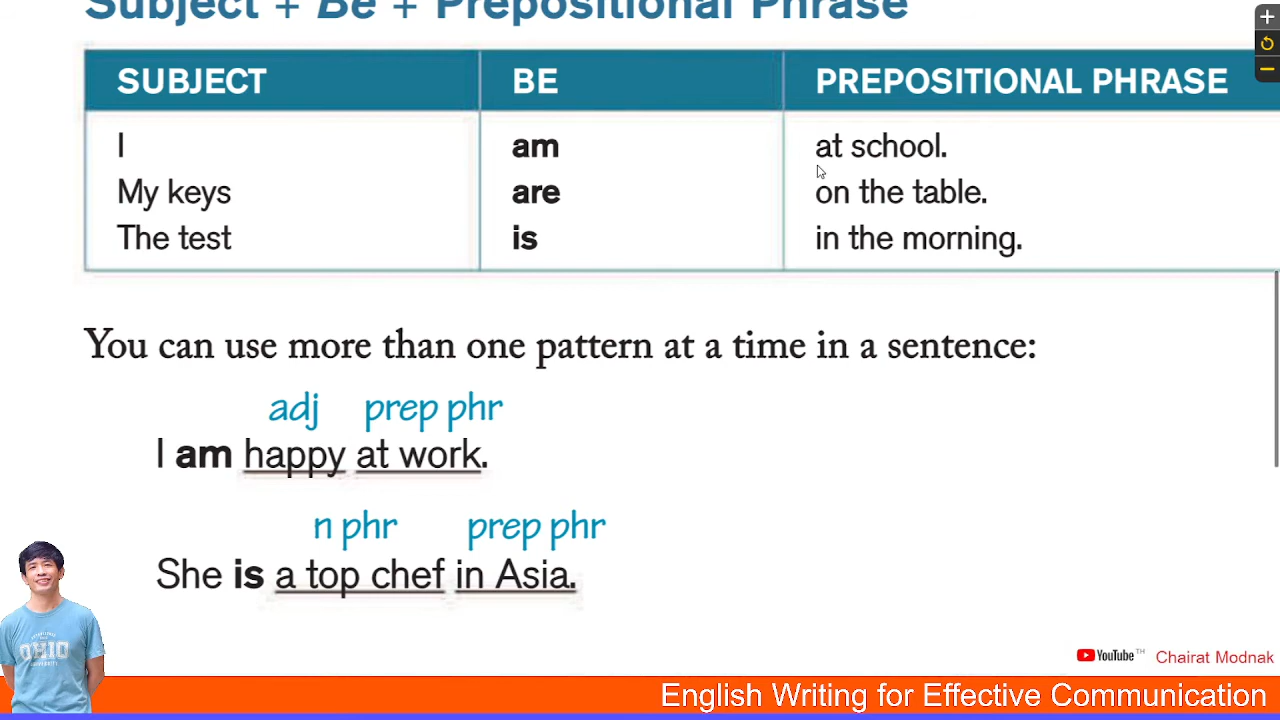 Subject + Be + Prepositional Phrase
SUBJECT BE PREPOSITIONAL PHRASE
I am at school.
My keys are on the table.
The test is in the morning.
You can use more than one pattern at a time in a sentence:
adj prep phr
I am happy at work.
n phr prep phr
She is a top chef in Asia.
OHIO
YouTube TH Chairat Modnak
English Writing for Effective Communication